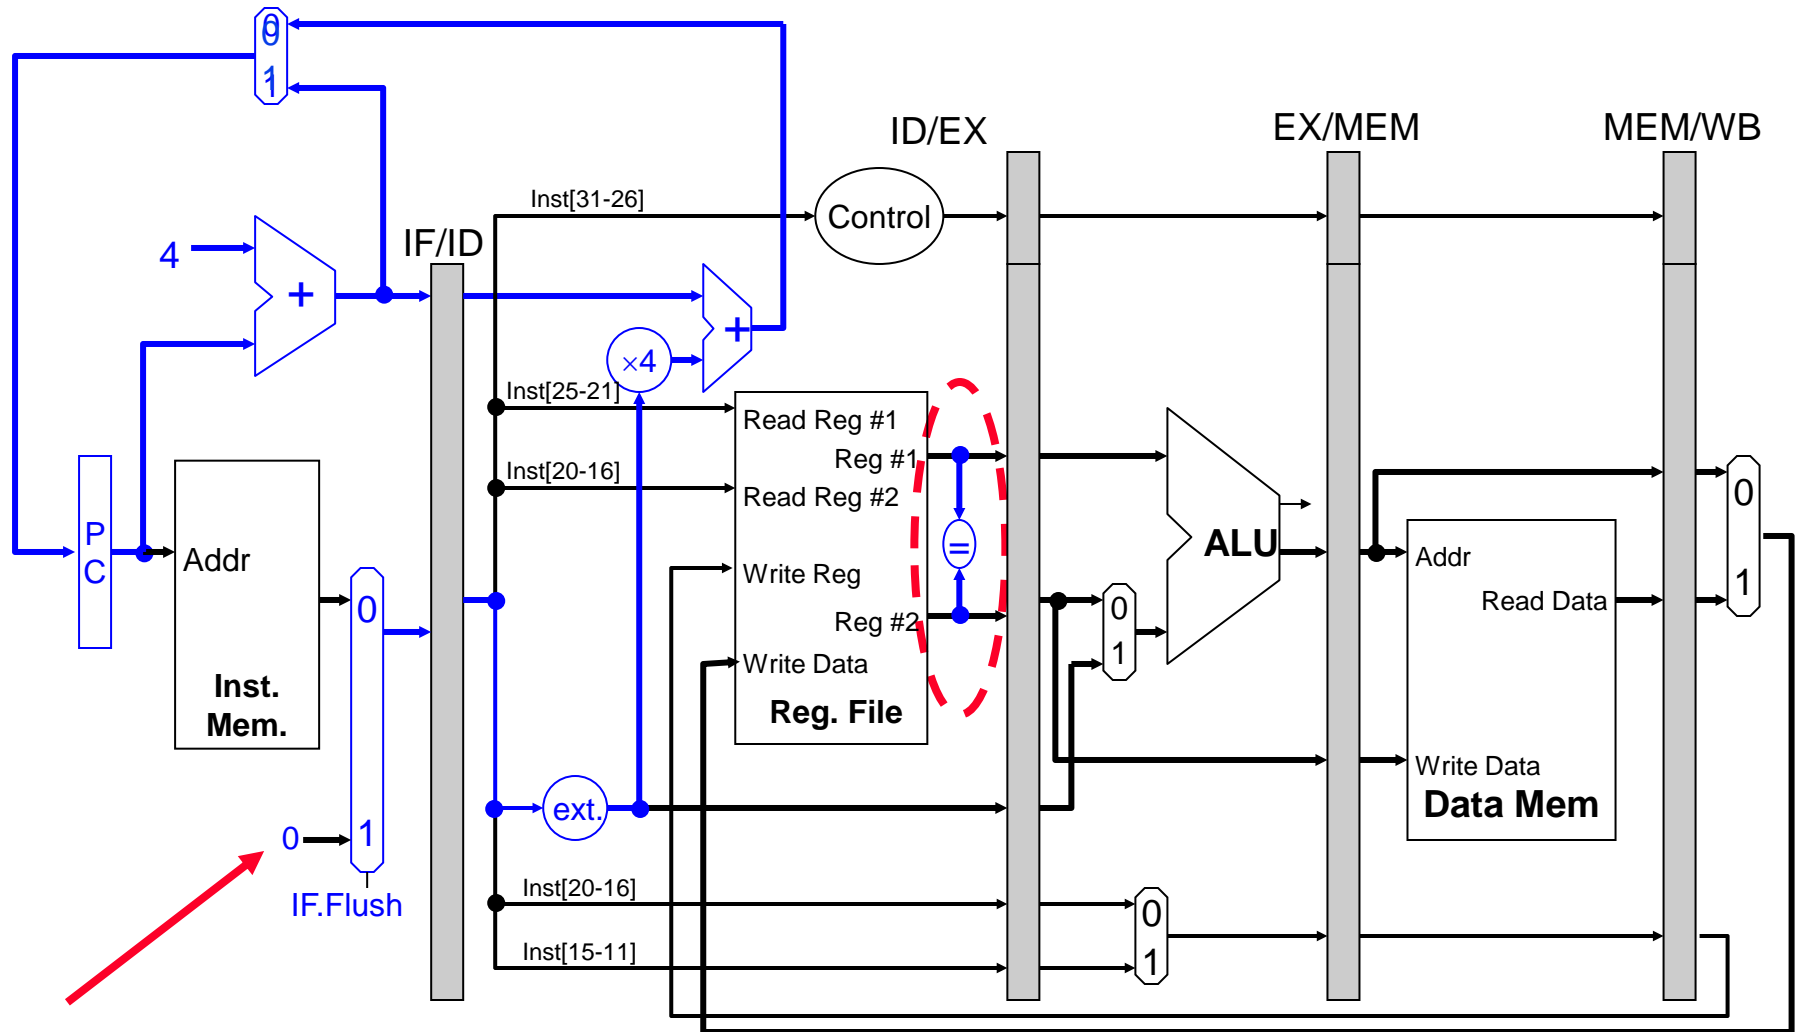 0
1
ID/EX
EX/MEM
MEM/WB
Inst[31-26]
Control
IF/ID
4
+
+
×4
Inst[25-21]
Read Reg #1
Reg #1
Inst[20-16]
Read Reg #2
P
C
Addr
=
ALU
Addr
0
1
Write Reg
0
Reg #2
0
1
Read Data
Write Data
Inst.
Mem.
Reg. File
Write Data
Data Mem
ext.
0
1
IF.Flush
Inst[20-16]
0
Inst[15-11]
1